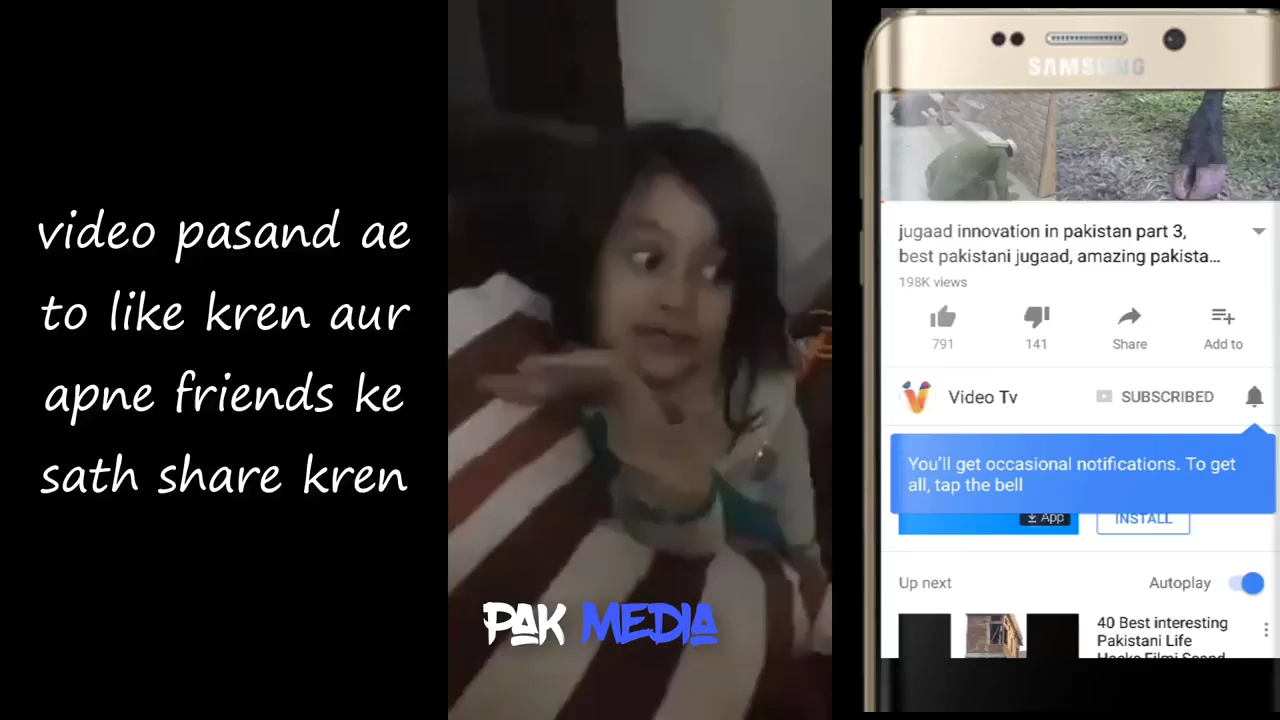 video pasand ae
to like kren aur
apne friends ke
sath share kren
PAK MEDIA
SAMSUNG
jugaad innovation in pakistan part 3,
best pakistani jugaad, amazing pakista...
198K views
791
141
Share
Add to
Video Tv
SUBSCRIBED
You'll get occasional notifications. To get
all, tap the bell
App
INSTALL
Up next
Autoplay
40 Best interesting
Pakistani Life